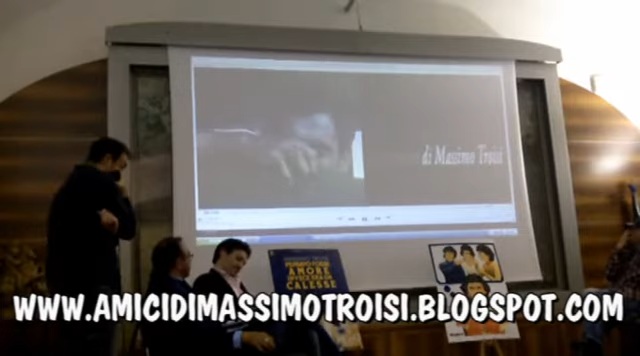 di Massimo Troisi
AMORE
CALESSE
WWW.AMICIDIMASSIMOTROISI.BLOGSPOT.COM